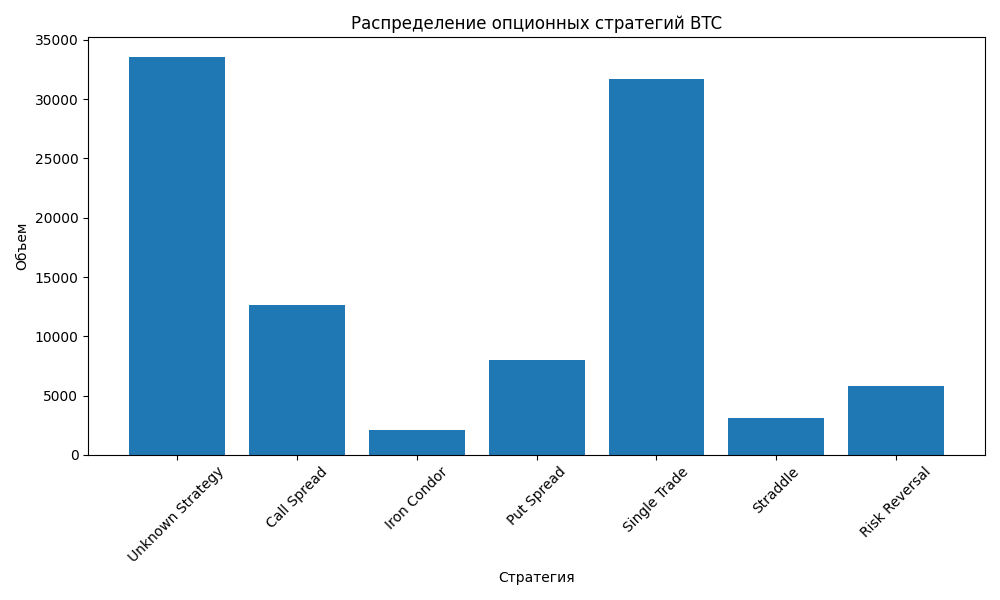 Распределение опционных стратегий BTC
Объем
35000
30000
25000
20000
15000
10000
5000
0
Unknown Strategy
Call Spread
Iron Condor
Put Spread
Single Trade
Straddle
Risk Reversal
Стратегия